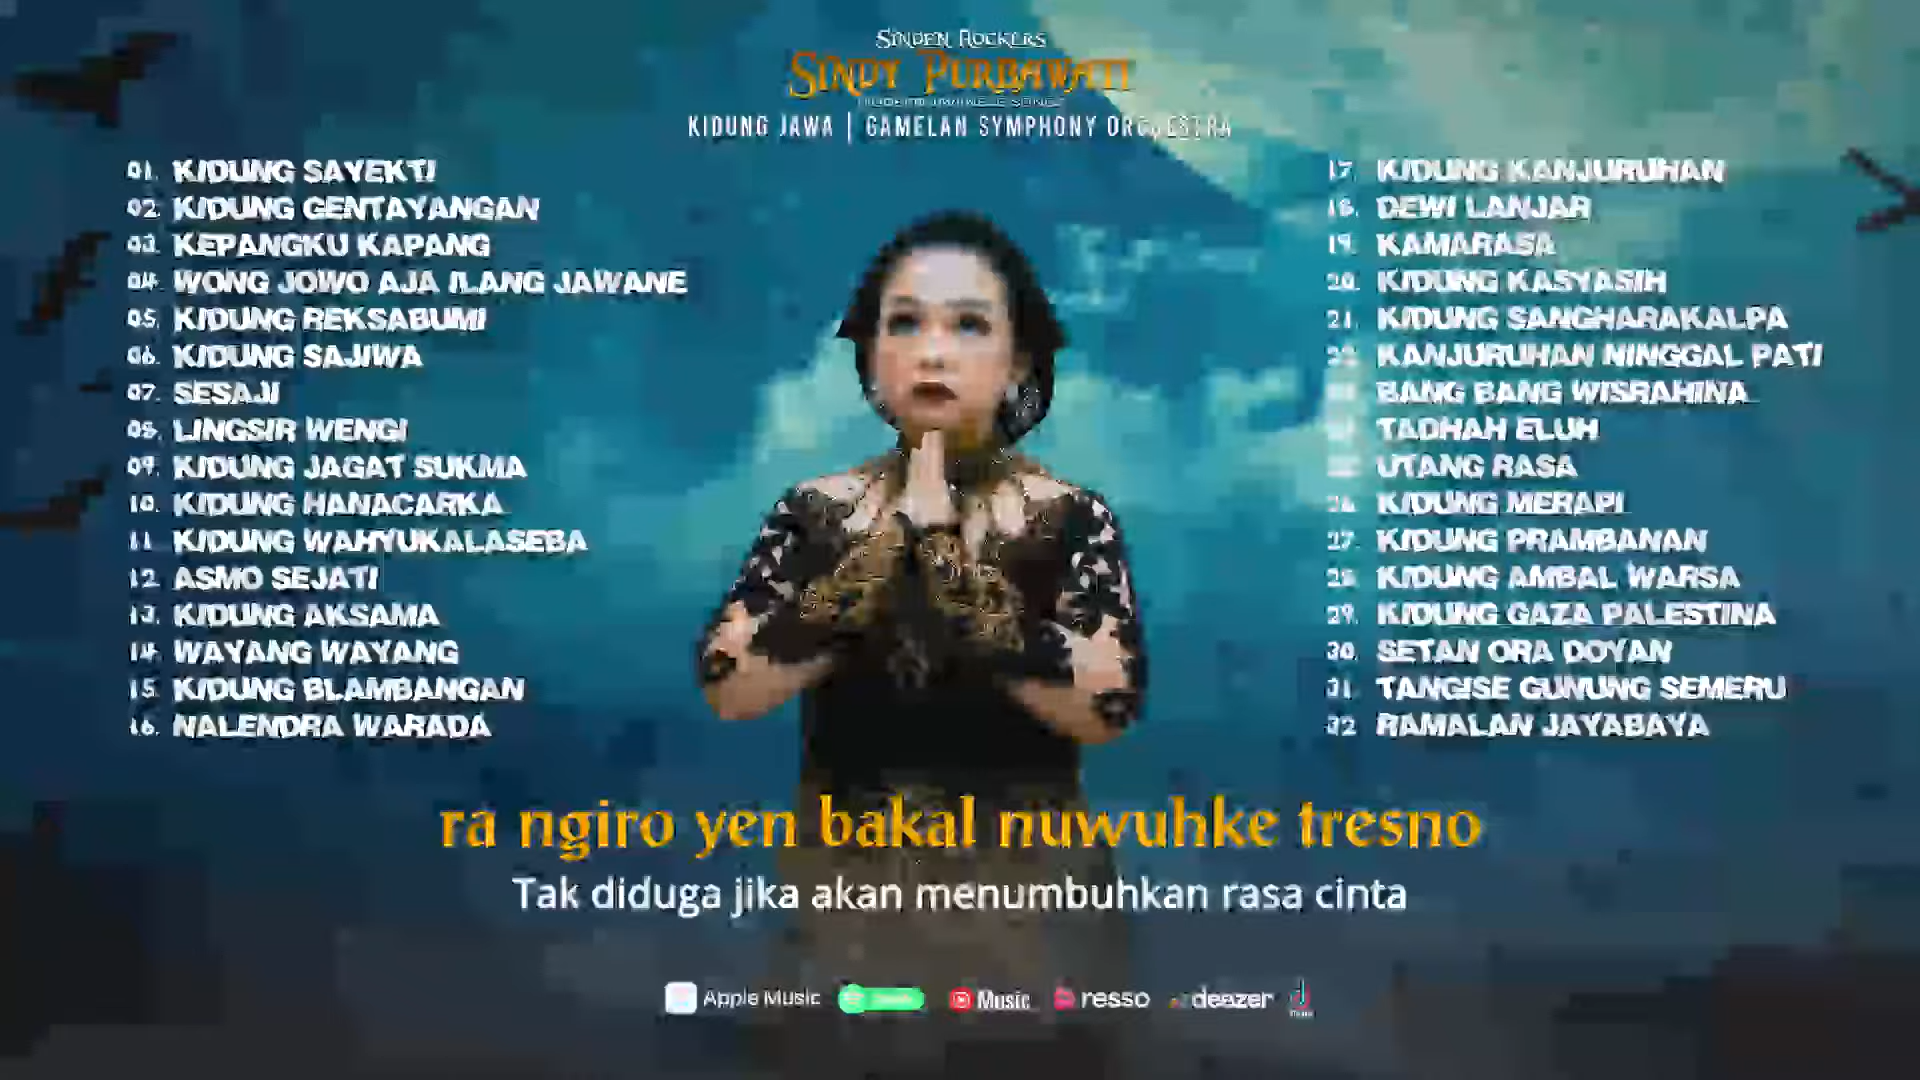 SINDEN ROCKERS
SINDY PURBAWATI
KIDUNG JAWA | GAMELAN SYMPHONY ORQUESTRA
01. KIDUNG SAYEKTI
02. KIDUNG GENTAYANGAN
03. KEPANGKU KAPANG
04. WONG JOWO AJA ILANG JAWANE
05. KIDUNG REKSABUMI
06. KIDUNG SAJIWA
07. SESAJI
08. LINGSIR WENGI
09. KIDUNG JAGAT SUKMA
10. KIDUNG HANACARKA
11. KIDUNG WAHYUKALASEBA
12. ASMO SEJATI
13. KIDUNG AKSAMA
14. WAYANG WAYANG
15. KIDUNG BLAMBANGAN
16. NALENDRA WARADA
17. KIDUNG KANJURUHAN
18. DEWI LANJAR
19. KAMARASA
20. KIDUNG KASYASIH
21. KIDUNG SANGHARAKALPA
22. KANJURUHAN NINGGAL PATI
BANG BANG WISRAHINA
TADHAH ELUH
UTANG RASA
26. KIDUNG MERAPI
27. KIDUNG PRAMBANAN
28. KIDUNG AMBAL WARSA
29. KIDUNG GAZA PALESTINA
30. SETAN ORA DOYAN
31. TANGISE GUNUNG SEMERU
32. RAMALAN JAYABAYA
ra ngiro yen bakal nuwuhke tresno
Tak diduga jika akan menumbuhkan rasa cinta
Apple Music Music resso deezer